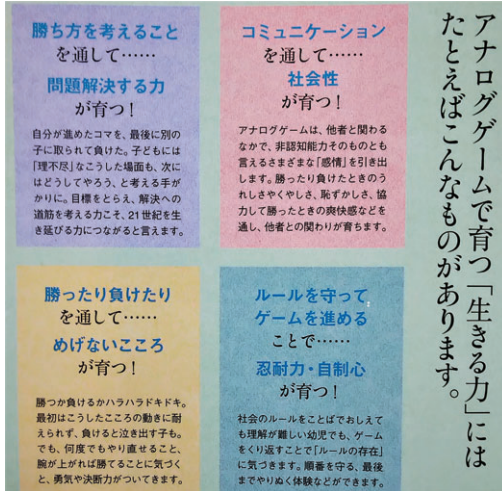 アナログゲームで育つ「生きる力」には
たとえばこんなものがあります。
コミュニケーション
を通して……
社会性
が育つ！
アナログゲームは、他者と関わる
なかで、非認知能力そのものとも
言えるさまざまな「感情」を引き出
します。勝ったり負けたときのう
れしさやくやしさ、恥ずかしさ、協
力して勝ったときの爽快感などを
通し、他者との関わりが育ちます。
勝ち方を考えること
を通して……
問題解決する力
が育つ！
自分が進めたコマを、最後に別の
子に取られて負けた。子どもには
「理不尽」なこうした場面も、次に
はどうしてやろう、と考える手が
かりに。目標をとらえ、解決への
道筋を考える力こそ、21世紀を生
き延びる力につながると言えます。
ルールを守って
ゲームを進める
ことで……
忍耐力・自制心
が育つ！
社会のルールをことばでおしえて
も理解が難しい幼児でも、ゲーム
をくり返すことで「ルールの存在」
に気づきます。順番を守る、最後
までやりぬく体験などができます。
勝ったり負けたり
を通して……
めげないこころ
が育つ！
勝つか負けるかハラハラドキドキ。
最初はこうしたこころの動きに耐
えられず、負けると泣き出す子も。
でも、何度でもやり直せること、
腕が上がれば勝てることに気づく
と、勇気や決断力がついてきます。